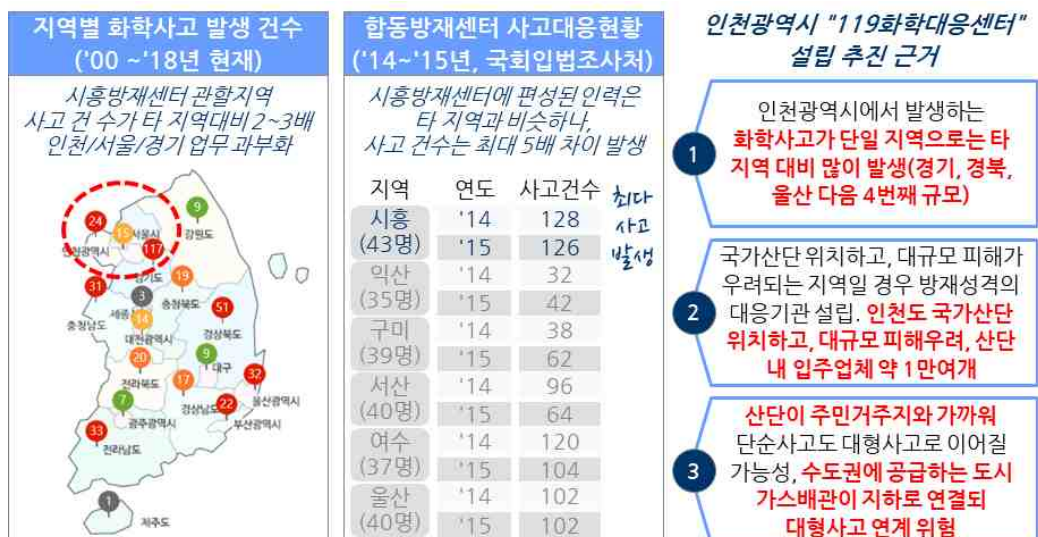 지역별 화학사고 발생 건수
('00 ~'18년 현재)
시흥방재센터 관할지역
사고 건 수가 타 지역대비 2~3배
인천/서울/경기 업무 과부화
24
인천광역시
15
서울시
117
경기도
9
강원도
31
충청남도
3
세종
19
충청북도
14
대전광역시
51
경상북도
20
전라북도
9
대구
17
경상남도
32
울산광역시
22
부산광역시
7
광주광역시
33
전라남도
1
제주도
합동방재센터 사고대응현황
('14~'15년, 국회입법조사처)
시흥방재센터에 편성된 인력은
타 지역과 비슷하나,
사고 건수는 최대 5배 차이 발생
지역 연도 사고건수
시흥 '14 128
(43명) '15 126
최다
사고
발생
익산 '14 32
(35명) '15 42
구미 '14 38
(39명) '15 62
서산 '14 96
(40명) '15 64
여수 '14 120
(37명) '15 104
울산 '14 102
(40명) '15 102
인천광역시 "119화학대응센터"
설립 추진 근거
1
인천광역시에서 발생하는
화학사고가 단일 지역으로는 타
지역 대비 많이 발생(경기, 경북,
울산 다음 4번째 규모)
2
국가산단 위치하고, 대규모 피해가
우려되는 지역일 경우 방재성격의
대응기관 설립. 인천도 국가산단
위치하고, 대규모 피해우려, 산단
내 입주업체 약 1만여개
3
산단이 주민거주지와 가까워
단순사고도 대형사고로 이어질
가능성, 수도권에 공급하는 도시
가스배관이 지하로 연결되
대형사고 연계 위험